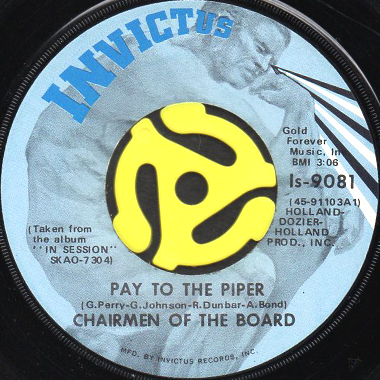 INVICTUS
Gold
Forever
Music, In
BMI 3:06
Is-9081
(45-91103A1)
HOLLAND-
DOZIER-
HOLLAND
PROD., INC.
(Taken from
the album
"IN SESSION"
SKAO-7304)
PAY TO THE PIPER
(G.Perry-G.Johnson-R.Dunbar-A.Bond)
CHAIRMEN OF THE BOARD
MFD. BY INVICTUS RECORDS, INC.